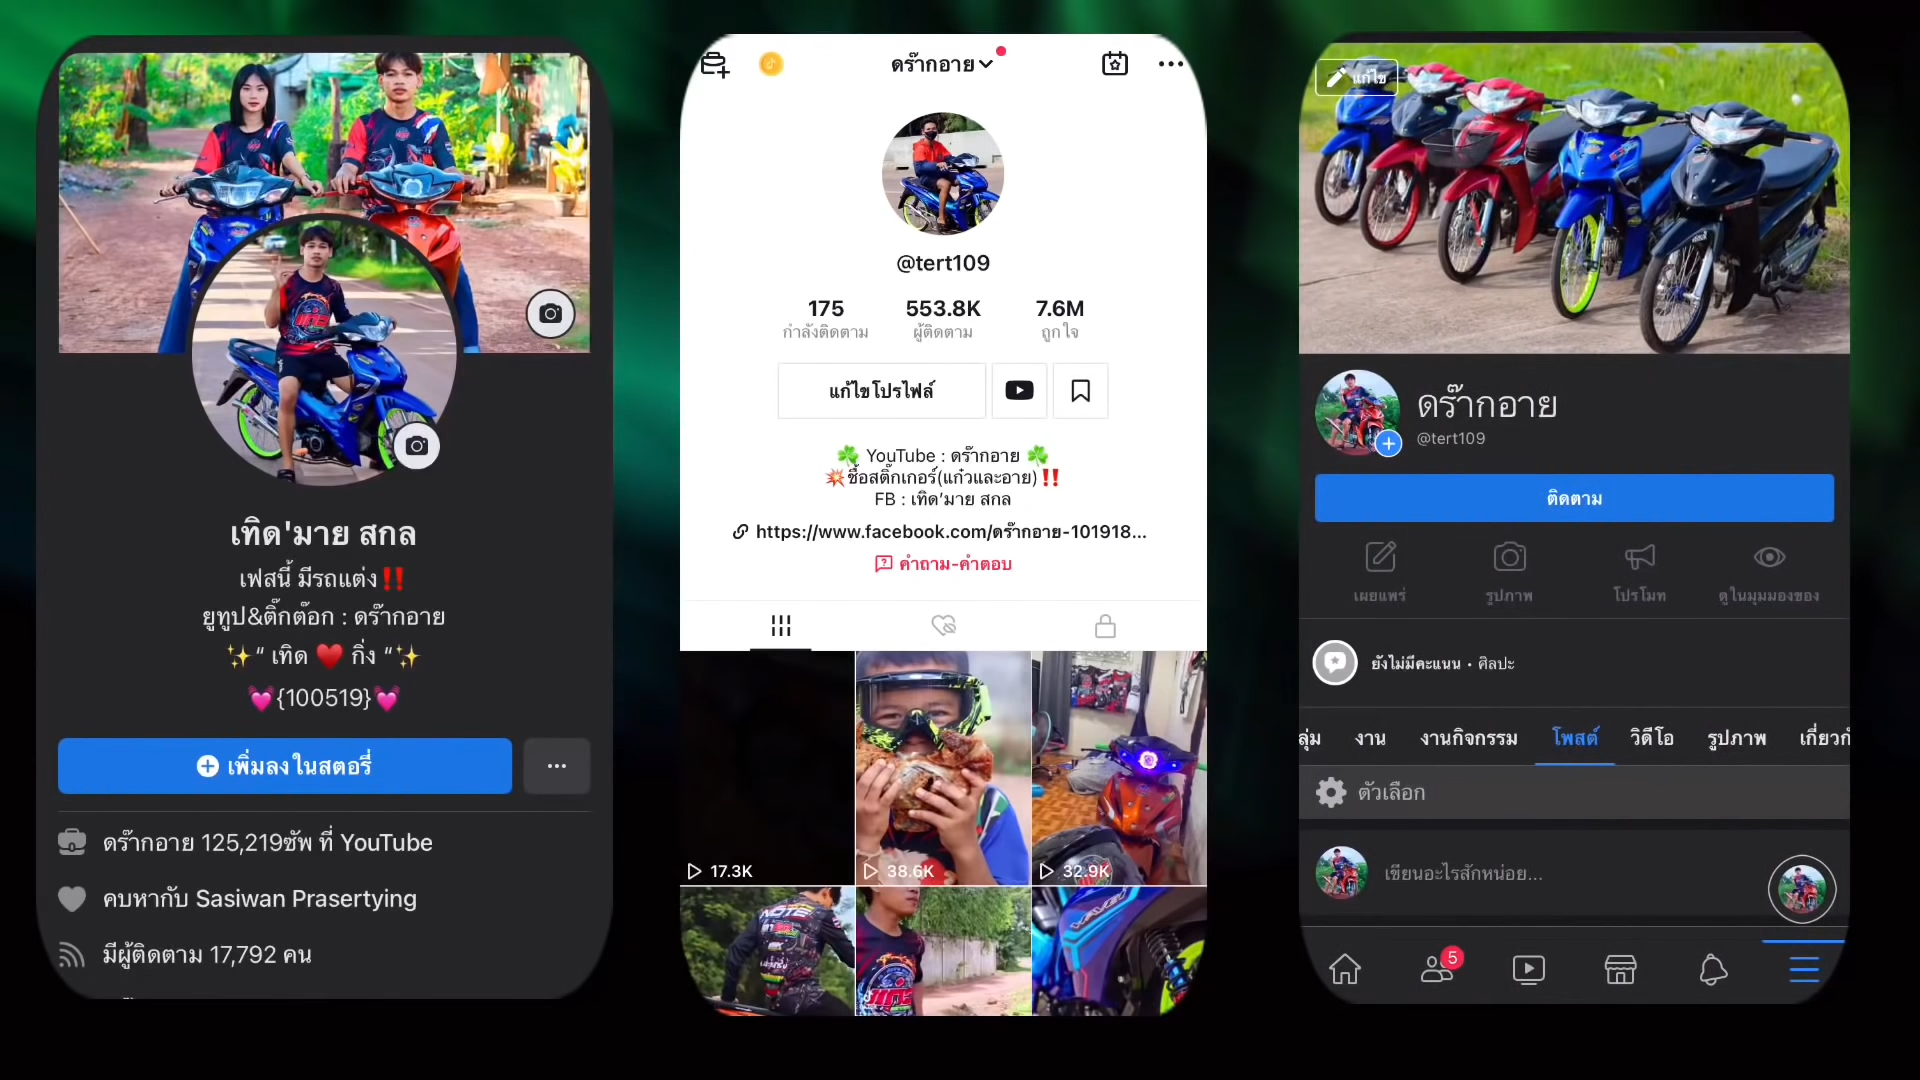 เทิด'มาย สกล
เฟสนี้ มีรถแต่ง‼️
ยูทูป&ติ๊กต๊อก : ดร๊ากอาย
✨“ เทิด ❤️ กิ่ง “✨
💓{100519}💓
เพิ่มลงในสตอรี่
ดร๊ากอาย 125,219ซัพ ที่ YouTube
คบหากับ Sasiwan Prasertying
มีผู้ติดตาม 17,792 คน
ดร๊ากอาย
@tert109
175 553.8K 7.6M
กำลังติดตาม ผู้ติดตาม ถูกใจ
แก้ไขโปรไฟล์
☘️ YouTube : ดร๊ากอาย ☘️
💥ซื้อสติ๊กเกอร์(แก๋วและอาย)‼️
FB : เทิด’มาย สกล
https://www.facebook.com/ดร๊ากอาย-101918...
คำถาม-คำตอบ
17.3K 38.6K 32.9K
NOTE
WAVE
แก้ไข
ดร๊ากอาย
@tert109
ติดตาม
เผยแพร่ รูปภาพ โปรโมท ดูในมุมมองของ
ยังไม่มีคะแนน · ศิลปะ
ลุ่ม งาน งานกิจกรรม โพสต์ วิดีโอ รูปภาพ เกี่ยวกั
ตัวเลือก
เขียนอะไรสักหน่อย...
5